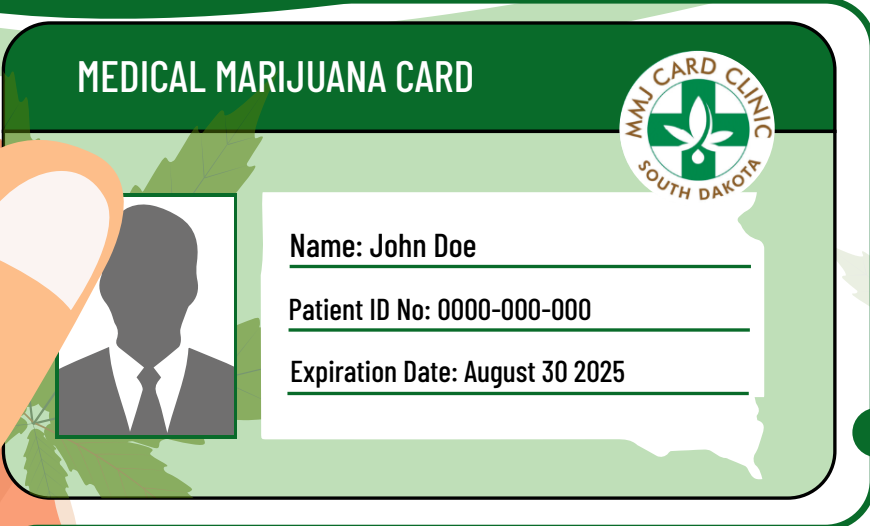 MEDICAL MARIJUANA CARD
MMJ CARD CLINIC
SOUTH DAKOTA
Name: John Doe
Patient ID No: 0000-000-000
Expiration Date: August 30 2025